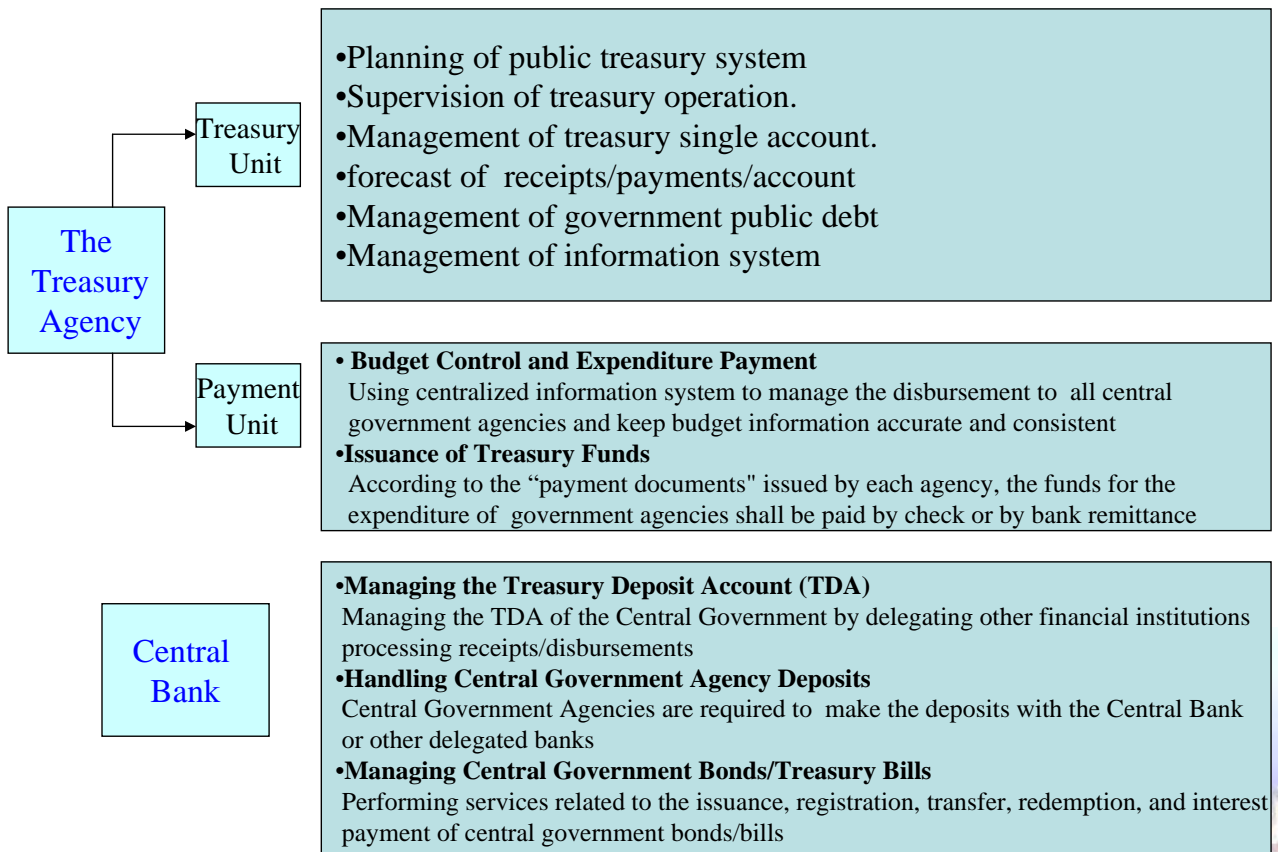 The
Treasury
Agency
Treasury
Unit
•Planning of public treasury system
•Supervision of treasury operation.
•Management of treasury single account.
•forecast of receipts/payments/account
•Management of government public debt
•Management of information system
Payment
Unit
• Budget Control and Expenditure Payment
Using centralized information system to manage the disbursement to all central
government agencies and keep budget information accurate and consistent
•Issuance of Treasury Funds
According to the “payment documents" issued by each agency, the funds for the
expenditure of government agencies shall be paid by check or by bank remittance
Central
Bank
•Managing the Treasury Deposit Account (TDA)
Managing the TDA of the Central Government by delegating other financial institutions
processing receipts/disbursements
•Handling Central Government Agency Deposits
Central Government Agencies are required to make the deposits with the Central Bank
or other delegated banks
•Managing Central Government Bonds/Treasury Bills
Performing services related to the issuance, registration, transfer, redemption, and interest
payment of central government bonds/bills